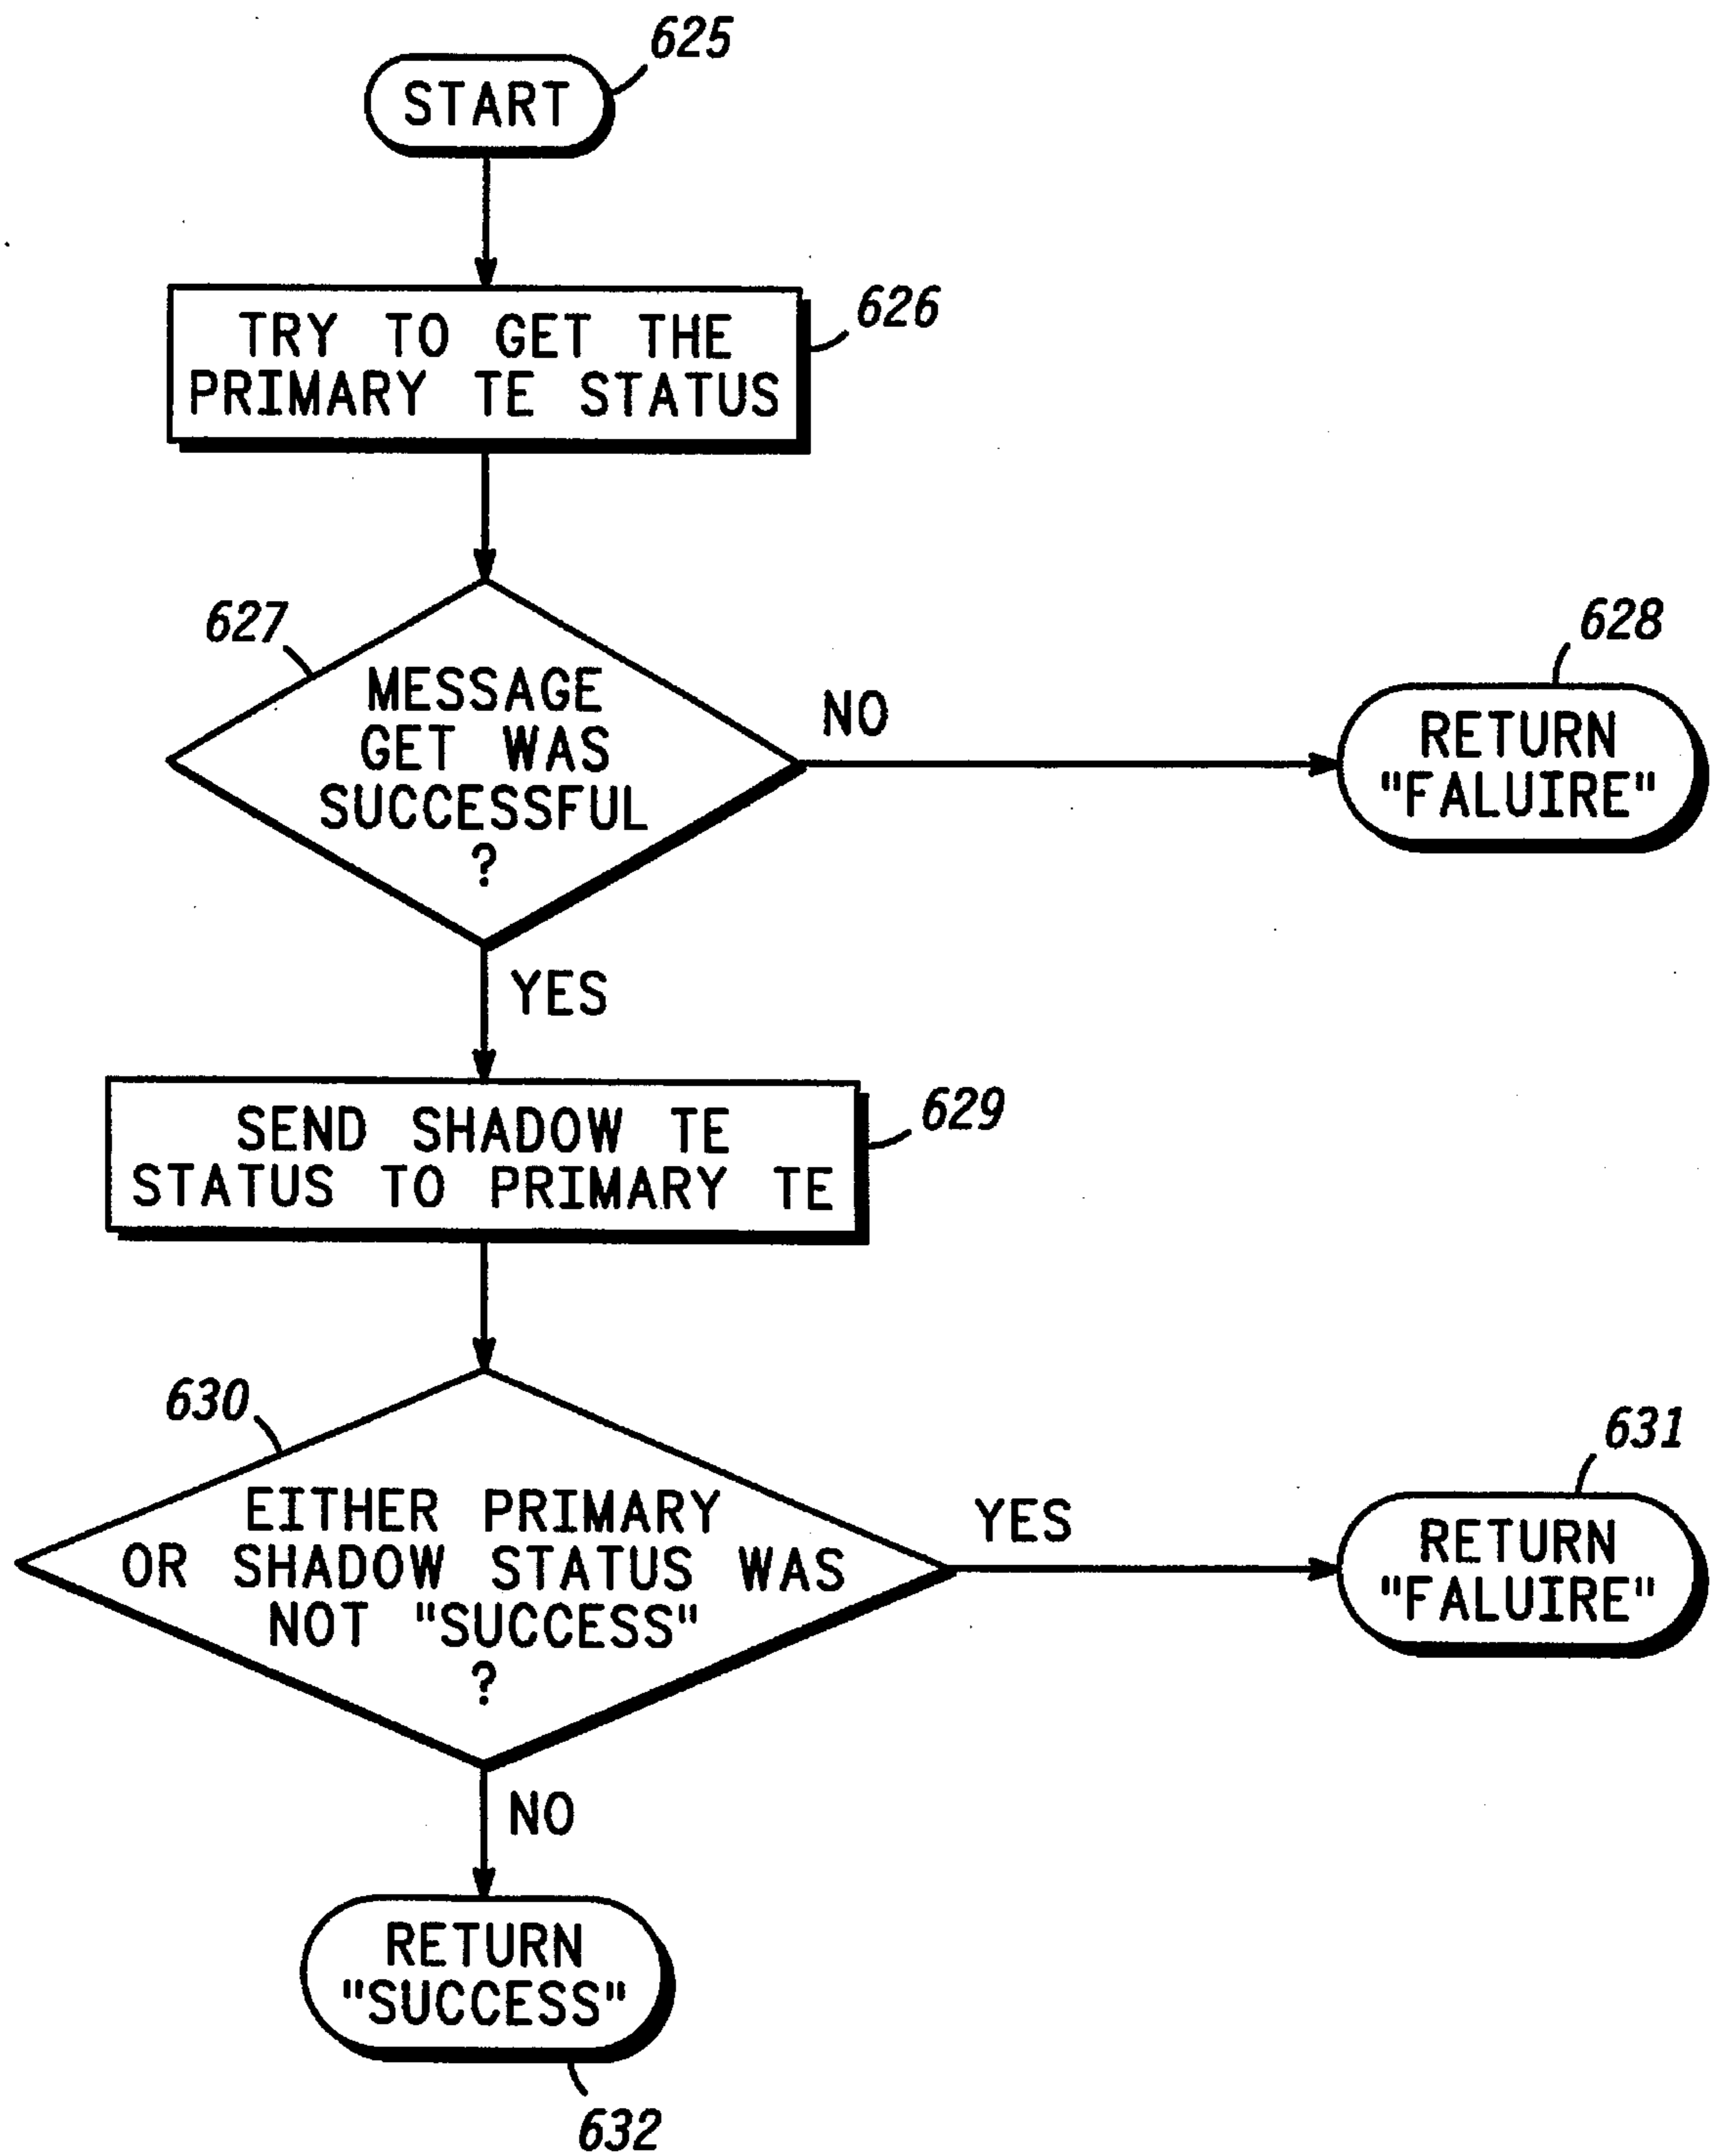 625
START
626
TRY TO GET THE
PRIMARY TE STATUS
627
MESSAGE
GET WAS
SUCCESSFUL
?
NO
628
RETURN
"FALUIRE"
YES
629
SEND SHADOW TE
STATUS TO PRIMARY TE
630
EITHER PRIMARY
OR SHADOW STATUS WAS
NOT "SUCCESS"
?
YES
631
RETURN
"FALUIRE"
NO
RETURN
"SUCCESS"
632